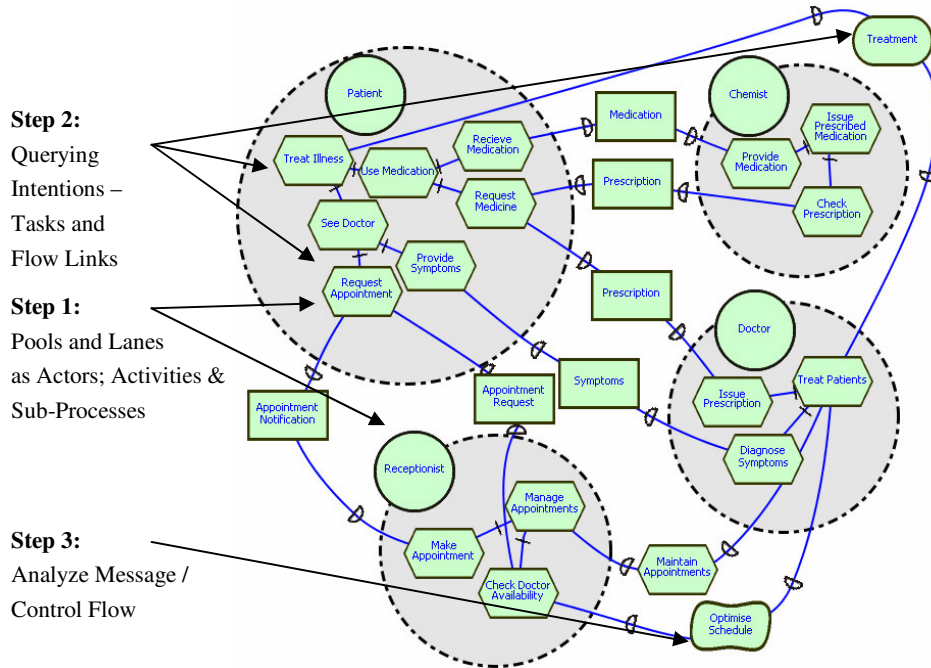 Step 2:
Querying
Intentions –
Tasks and
Flow Links
Step 1:
Pools and Lanes
as Actors; Activities &
Sub-Processes
Step 3:
Analyze Message /
Control Flow
Patient
Treat Illness
Use Medication
Recieve
Medication
Request
Medicine
See Doctor
Provide
Symptoms
Request
Appointment
Treatment
Medication
Prescription
Prescription
Chemist
Issue
Prescribed
Medication
Provide
Medication
Check
Prescription
Doctor
Treat Patients
Issue
Prescription
Diagnose
Symptoms
Appointment
Notification
Appointment
Request
Symptoms
Receptionist
Manage
Appointments
Make
Appointment
Check Doctor
Availability
Maintain
Appointments
Optimise
Schedule